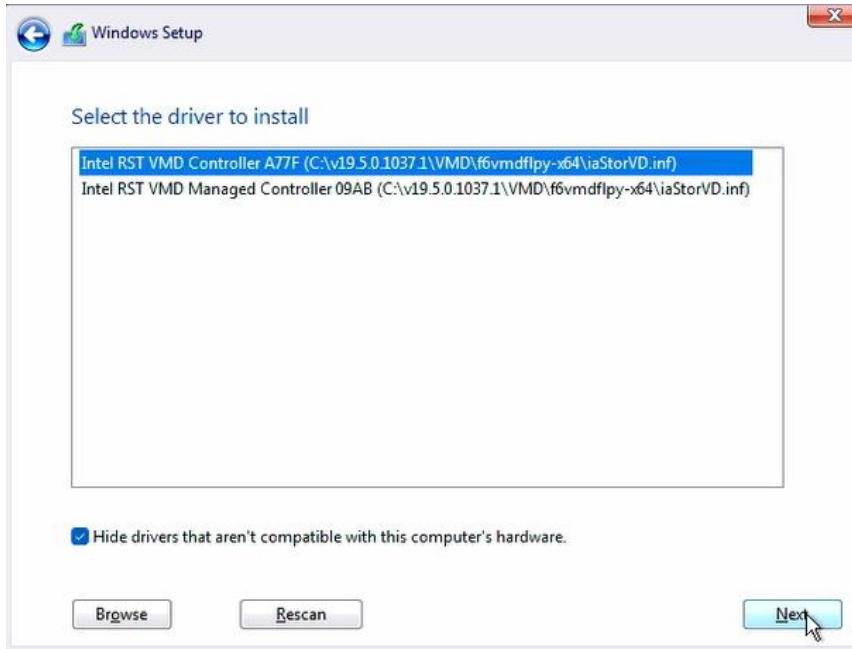 Windows Setup
Select the driver to install
Intel RST VMD Controller A77F (C:\v19.5.0.1037.1\VMD\f6vmdflpy-x64\iaStorVD.inf)
Intel RST VMD Managed Controller 09AB (C:\v19.5.0.1037.1\VMD\f6vmdflpy-x64\iaStorVD.inf)
Hide drivers that aren't compatible with this computer's hardware.
Browse
Rescan
Next